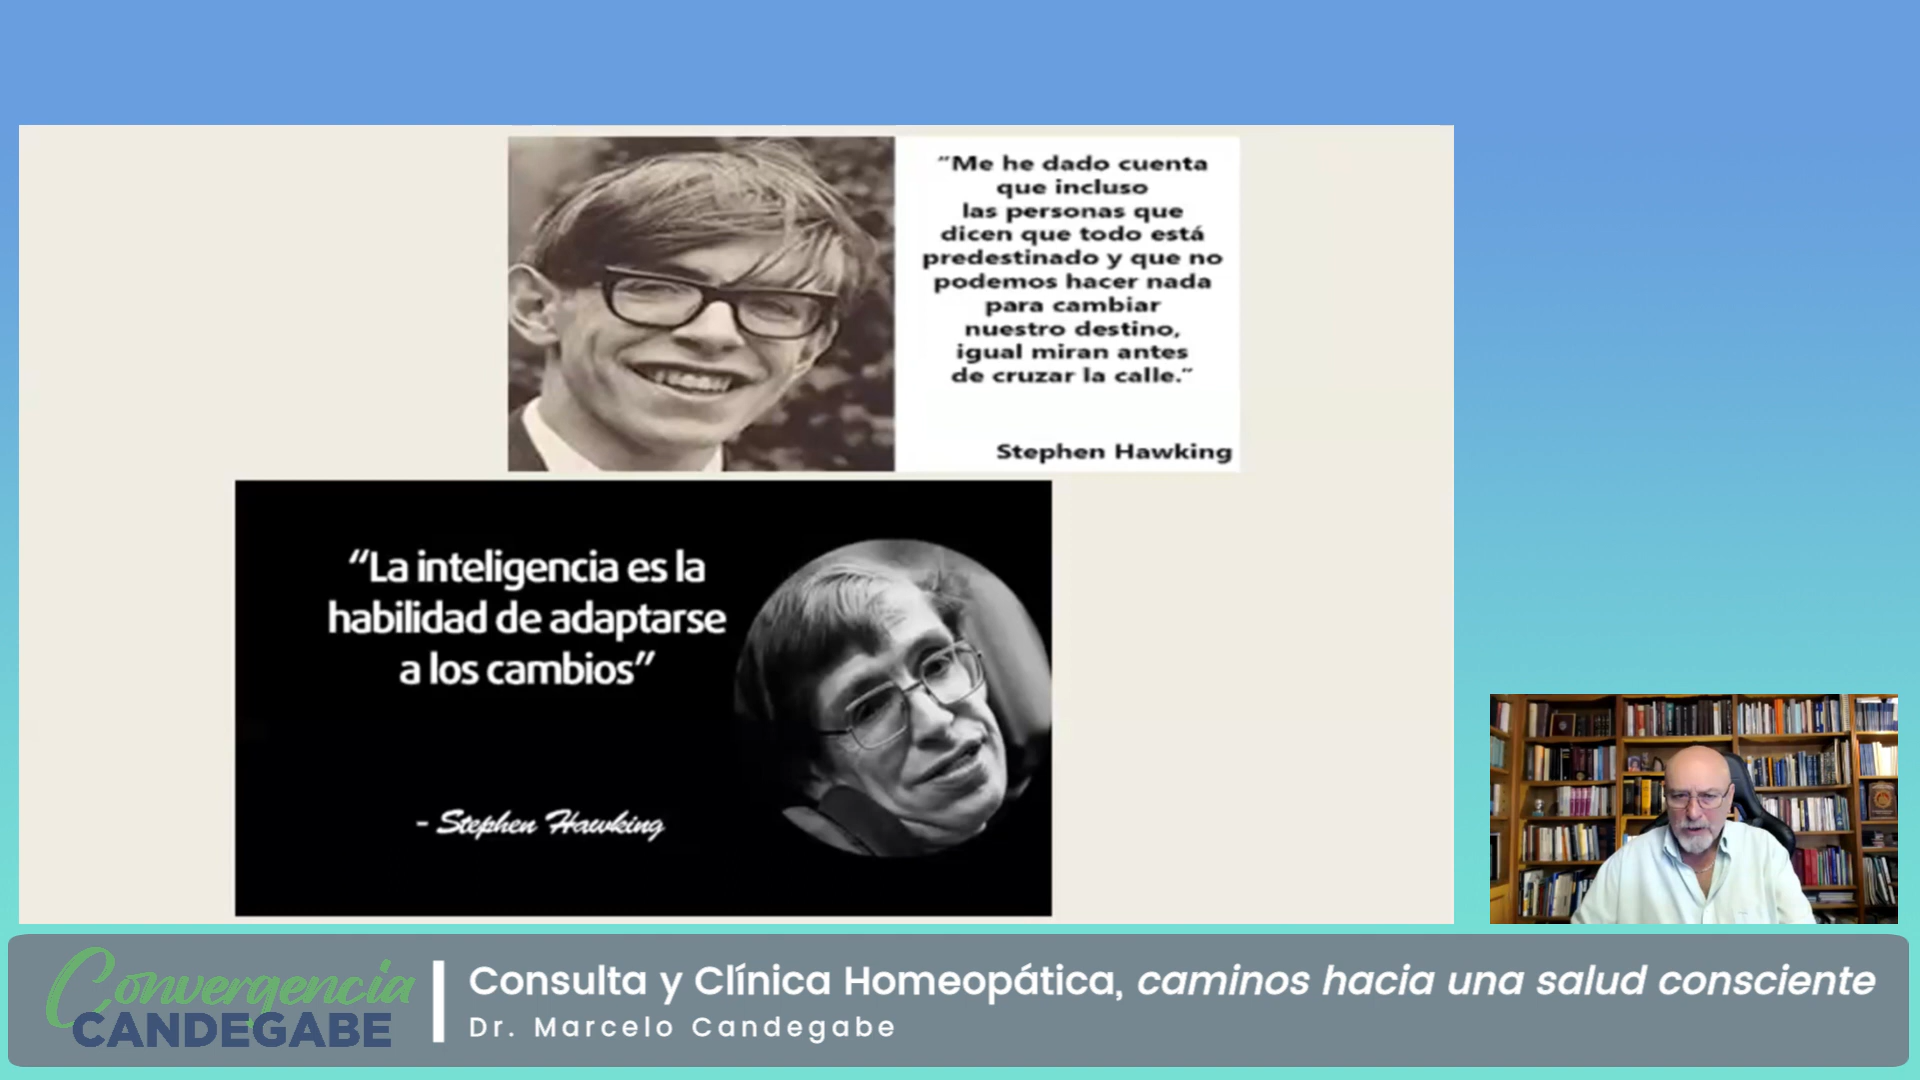 “Me he dado cuenta
que incluso
las personas que
dicen que todo está
predestinado y que no
podemos hacer nada
para cambiar
nuestro destino,
igual miran antes
de cruzar la calle.”
Stephen Hawking
“La inteligencia es la
habilidad de adaptarse
a los cambios”
- Stephen Hawking
Convergencia
CANDEGABE
Consulta y Clínica Homeopática, caminos hacia una salud consciente
Dr. Marcelo Candegabe